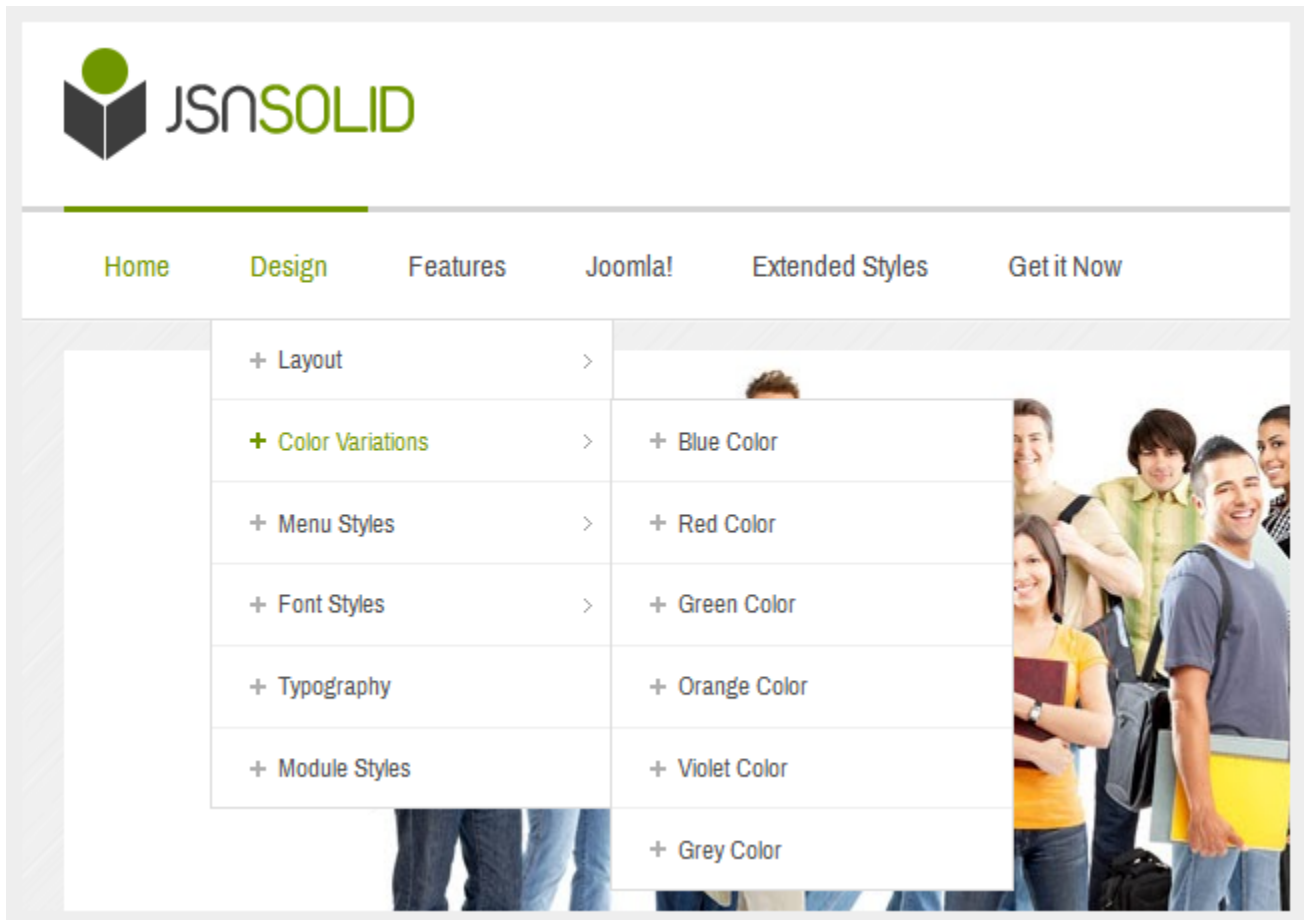 JSNSOLID
Home Design Features Joomla! Extended Styles Get it Now
Layout
Color Variations
Menu Styles
Font Styles
Typography
Module Styles
Blue Color
Red Color
Green Color
Orange Color
Violet Color
Grey Color